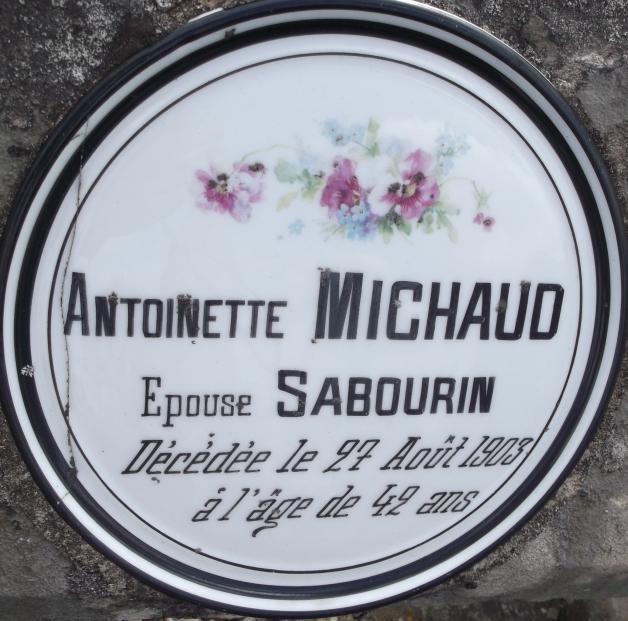 ANTOINETTE MICHAUD
Epouse SABOURIN
Décédée le 27 Août 1903
à l'âge de 42 ans